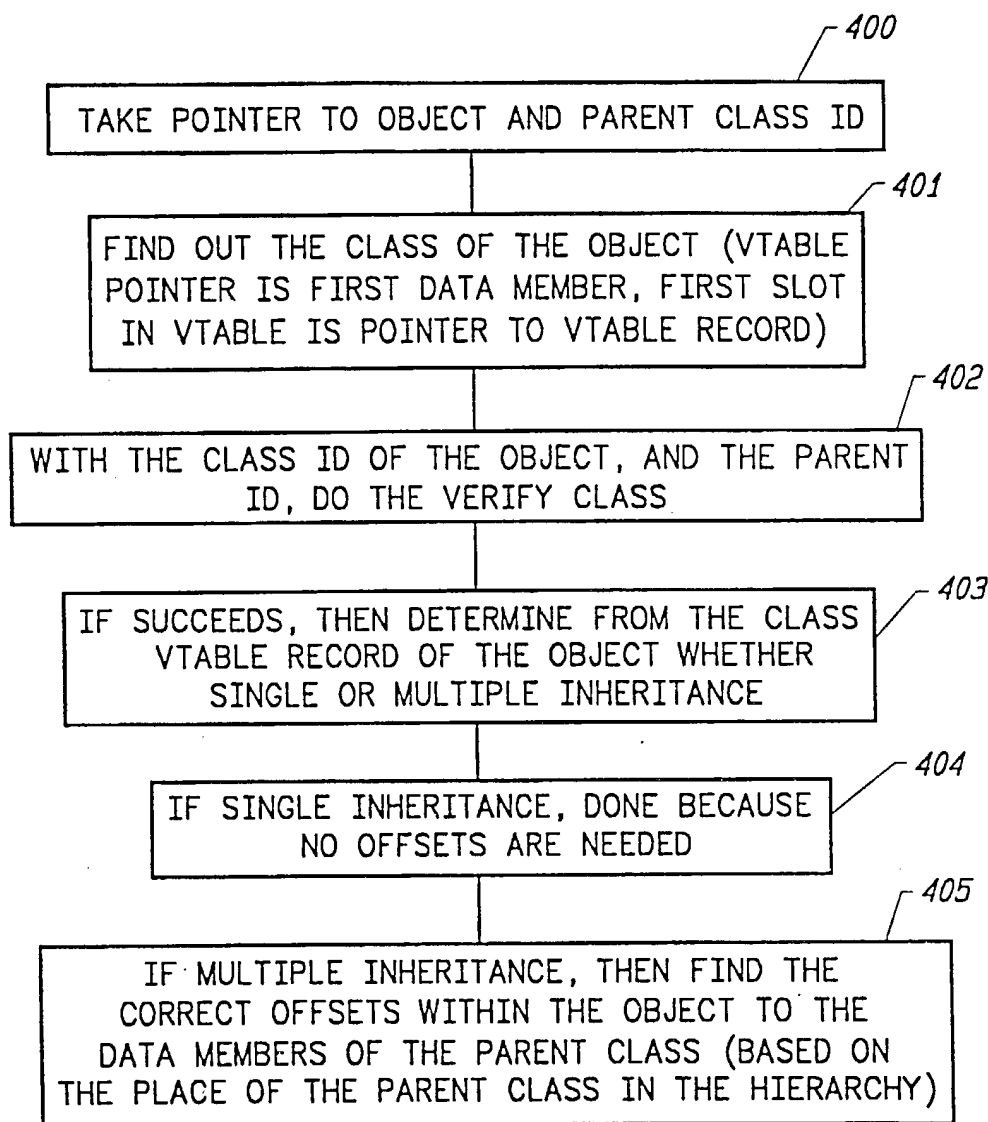 400
TAKE POINTER TO OBJECT AND PARENT CLASS ID
401
FIND OUT THE CLASS OF THE OBJECT (VTABLE
POINTER IS FIRST DATA MEMBER, FIRST SLOT
IN VTABLE IS POINTER TO VTABLE RECORD)
402
WITH THE CLASS ID OF THE OBJECT, AND THE PARENT
ID, DO THE VERIFY CLASS
403
IF SUCCEEDS, THEN DETERMINE FROM THE CLASS
VTABLE RECORD OF THE OBJECT WHETHER
SINGLE OR MULTIPLE INHERITANCE
404
IF SINGLE INHERITANCE, DONE BECAUSE
NO OFFSETS ARE NEEDED
405
IF MULTIPLE INHERITANCE, THEN FIND THE
CORRECT OFFSETS WITHIN THE OBJECT TO THE
DATA MEMBERS OF THE PARENT CLASS (BASED ON
THE PLACE OF THE PARENT CLASS IN THE HIERARCHY)